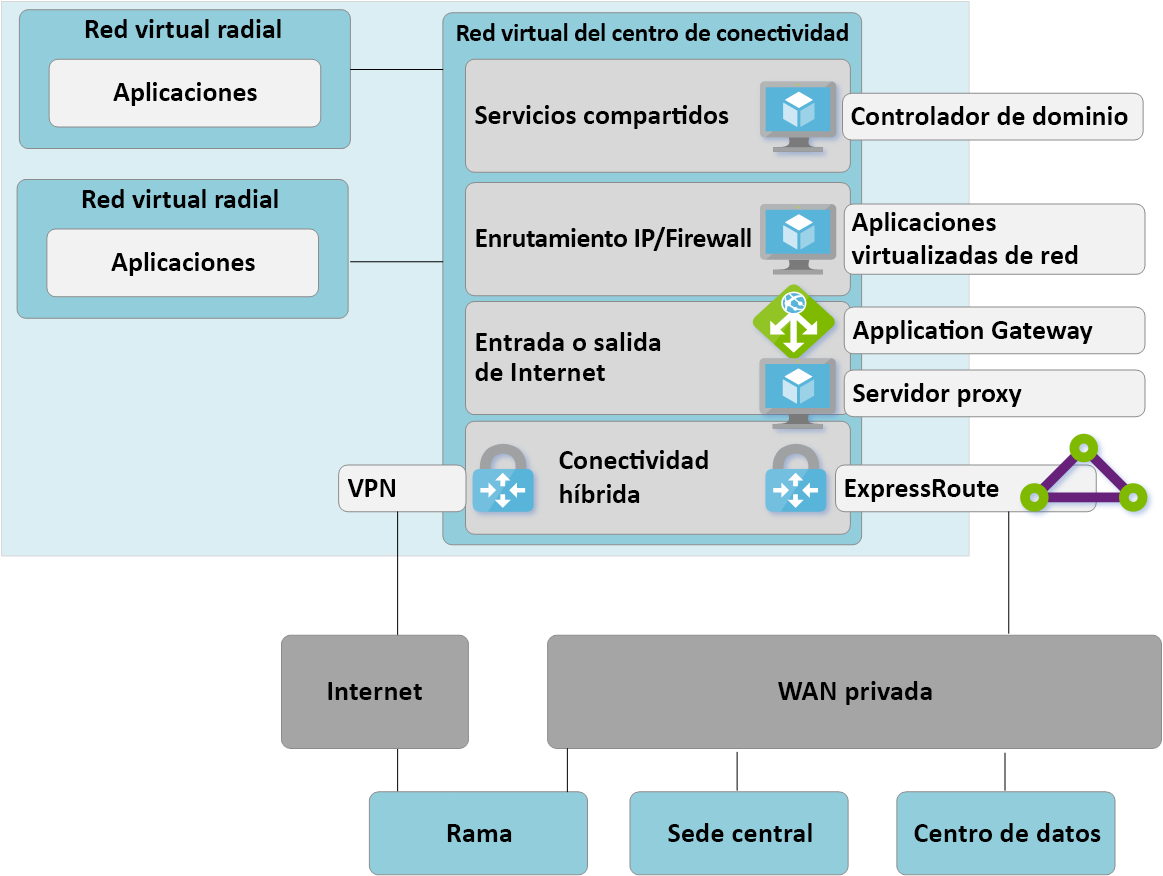 Red virtual radial
Aplicaciones
Red virtual radial
Aplicaciones
Red virtual del centro de conectividad
Servicios compartidos
Controlador de dominio
Enrutamiento IP/Firewall
Aplicaciones
virtualizadas de red
Entrada o salida
de Internet
Application Gateway
Servidor proxy
VPN
Conectividad
híbrida
ExpressRoute
Internet
WAN privada
Rama
Sede central
Centro de datos